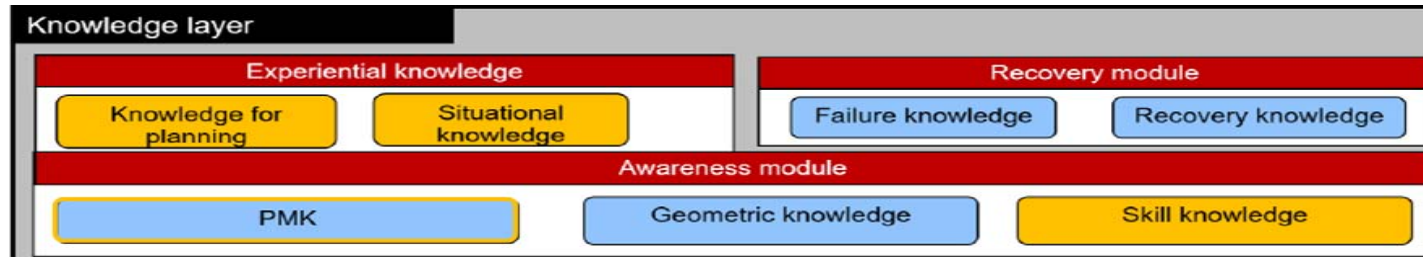 Knowledge layer
Experiential knowledge
Recovery module
Knowledge for
planning
Situational
knowledge
Failure knowledge
Recovery knowledge
Awareness module
PMK
Geometric knowledge
Skill knowledge